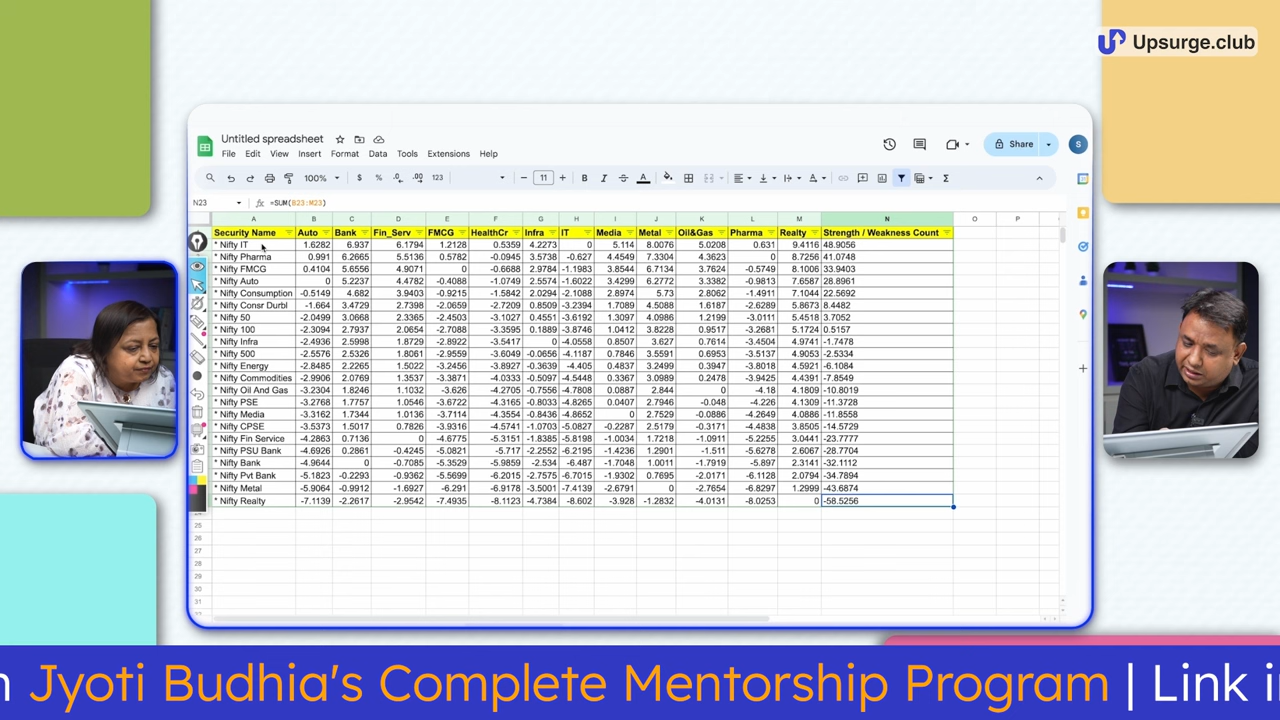 Upsurge.club
Untitled spreadsheet
File Edit View Insert Format Data Tools Extensions Help
Share S
100% $ % .0 .00 123 11 B I A Σ
N23 fx =SUM(B23:M23)
A B C D E F G H I J K L M N O P
Security Name Auto Bank Fin_Serv FMCG HealthCr Infra IT Media Metal Oil&Gas Pharma Realty Strength / Weakness Count
* Nifty IT 1.6282 6.937 6.1794 1.2128 0.5359 4.2273 0 5.114 8.0076 5.0208 0.631 9.4116 48.9056
* Nifty Pharma 0.991 6.2665 5.5136 0.5782 -0.0945 3.5738 -0.627 4.4549 7.3304 4.3623 0 8.7256 41.0748
* Nifty FMCG 0.4104 5.6556 4.9071 0 -0.6688 2.9784 -1.1983 3.8544 6.7134 3.7624 -0.5749 8.1006 33.9403
* Nifty Auto 0 5.2237 4.4782 -0.4088 -1.0749 2.5574 -1.6022 3.4299 6.2772 3.3382 -0.9813 7.6587 28.8961
* Nifty Consumption -0.5149 4.682 3.9403 -0.9215 -1.5842 2.0294 -2.1088 2.8974 5.73 2.8062 -1.4911 7.1044 22.5692
* Nifty Consr Durbl -1.664 3.4729 2.7398 -2.0659 -2.7209 0.8509 -3.2394 1.7089 4.5088 1.6187 -2.6289 5.8673 8.4482
* Nifty 50 -2.0499 3.0668 2.3365 -2.4503 -3.1027 0.4551 -3.6192 1.3097 4.0986 1.2199 -3.0111 5.4518 3.7052
* Nifty 100 -2.3094 2.7937 2.0654 -2.7088 -3.3595 0.1889 -3.8746 1.0412 3.8228 0.9517 -3.2681 5.1724 0.5157
* Nifty Infra -2.4936 2.5998 1.8729 -2.8922 -3.5417 0 -4.0558 0.8507 3.627 0.7614 -3.4504 4.9741 -1.7478
* Nifty 500 -2.5576 2.5326 1.8061 -2.9559 -3.6049 -0.0656 -4.1187 0.7846 3.5591 0.6953 -3.5137 4.9053 -2.5334
* Nifty Energy -2.8485 2.2265 1.5022 -3.2456 -3.8927 -0.3639 -4.405 0.4837 3.2499 0.3947 -3.8018 4.5921 -6.1084
* Nifty Commodities -2.9906 2.0769 1.3537 -3.3871 -4.0333 -0.5097 -4.5448 0.3367 3.0989 0.2478 -3.9425 4.4391 -7.8549
* Nifty Oil And Gas -3.2304 1.8246 1.1032 -3.626 -4.2705 -0.7556 -4.7808 0.0887 2.844 0 -4.18 4.1809 -10.8019
* Nifty PSE -3.2768 1.7757 1.0546 -3.6722 -4.3165 -0.8033 -4.8265 0.0407 2.7946 -0.048 -4.226 4.1309 -11.3728
* Nifty Media -3.3162 1.7344 1.0136 -3.7114 -4.3554 -0.8436 -4.8652 0 2.7529 -0.0886 -4.2649 4.0886 -11.8558
* Nifty CPSE -3.5373 1.5017 0.7826 -3.9316 -4.5741 -1.0703 -5.0827 -0.2287 2.5179 -0.3171 -4.4838 3.8505 -14.5729
* Nifty Fin Service -4.2863 0.7136 0 -4.6775 -5.3151 -1.8385 -5.8198 1.7218 -1.0911 -5.2255 3.0441 -23.7777
* Nifty PSU Bank -4.6926 0.2861 -0.4245 -5.0821 -5.717 -2.2552 -6.2195 -1.4236 1.2901 -1.511 -5.6278 2.6067 -28.7704
* Nifty Bank -4.9644 0 -0.7085 -5.3529 -5.9859 -2.534 -6.487 -1.7048 1.0011 -1.7919 -5.897 2.3141 -32.1112
* Nifty Pvt Bank -5.1823 -0.2293 -0.9362 -5.5699 -6.2015 -2.7575 -6.7015 -1.9302 0.7695 -2.0171 -6.1128 2.0794 -34.7894
* Nifty Metal -5.9064 -0.9912 -1.6927 -6.291 -6.9178 -3.5001 -7.4139 -2.6791 0 -2.7654 -6.8297 1.2999 -43.6874
* Nifty Realty -7.1139 -2.2617 -2.9542 -7.4935 -8.1123 -4.7384 -8.602 -3.928 -1.2832 -4.0131 -8.0253 0 -58.5256
25
26
27
28
29
30
31
Jyoti Budhia's Complete Mentorship Program | Link